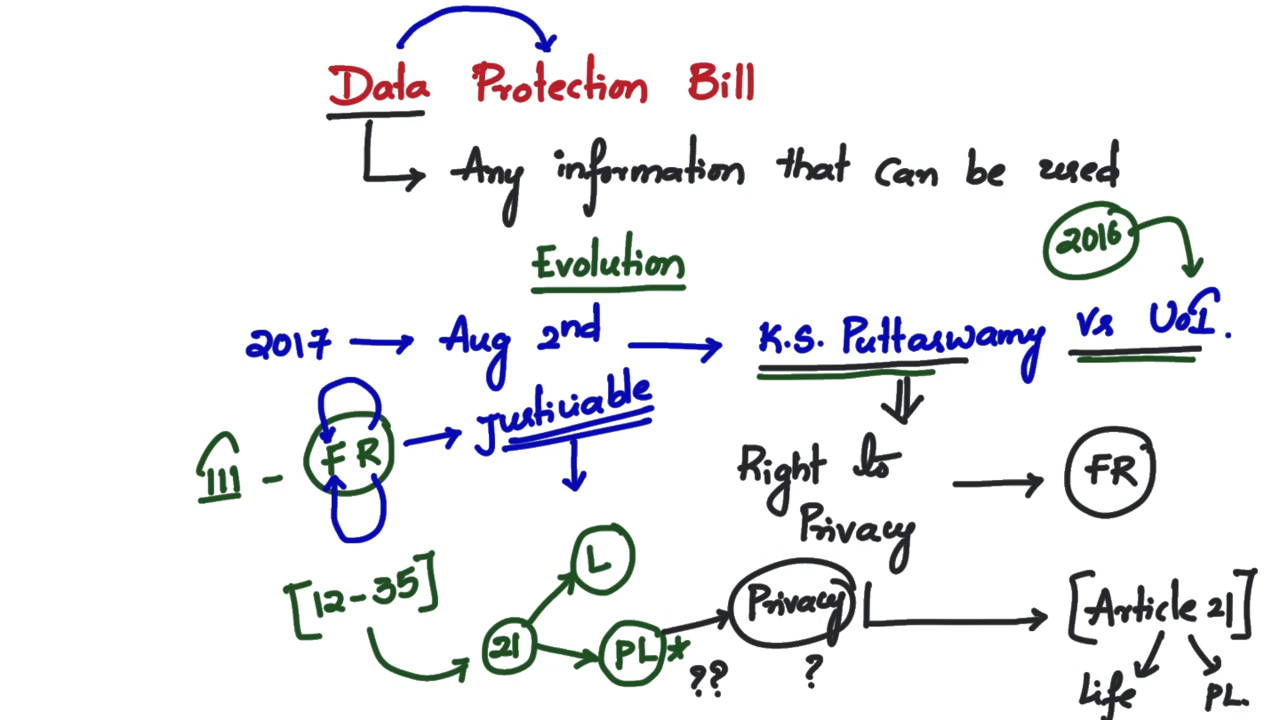 Data Protection Bill
Any information that can be used
2016
Evolution
2017 → Aug 2nd → K.S. Puttaswamy vs UoI.
III - FR → Justiciable
Right to Privacy → FR
[12-35]
21
L
PL*
??
Privacy
?
[Article 21]
Life
PL.